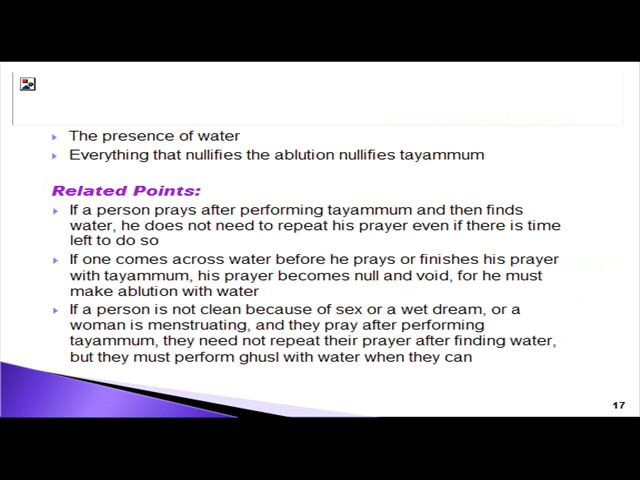 The presence of water
Everything that nullifies the ablution nullifies tayammum
Related Points:
If a person prays after performing tayammum and then finds
water, he does not need to repeat his prayer even if there is time
left to do so
If one comes across water before he prays or finishes his prayer
with tayammum, his prayer becomes null and void, for he must
make ablution with water
If a person is not clean because of sex or a wet dream, or a
woman is menstruating, and they pray after performing
tayammum, they need not repeat their prayer after finding water,
but they must perform ghusl with water when they can
17